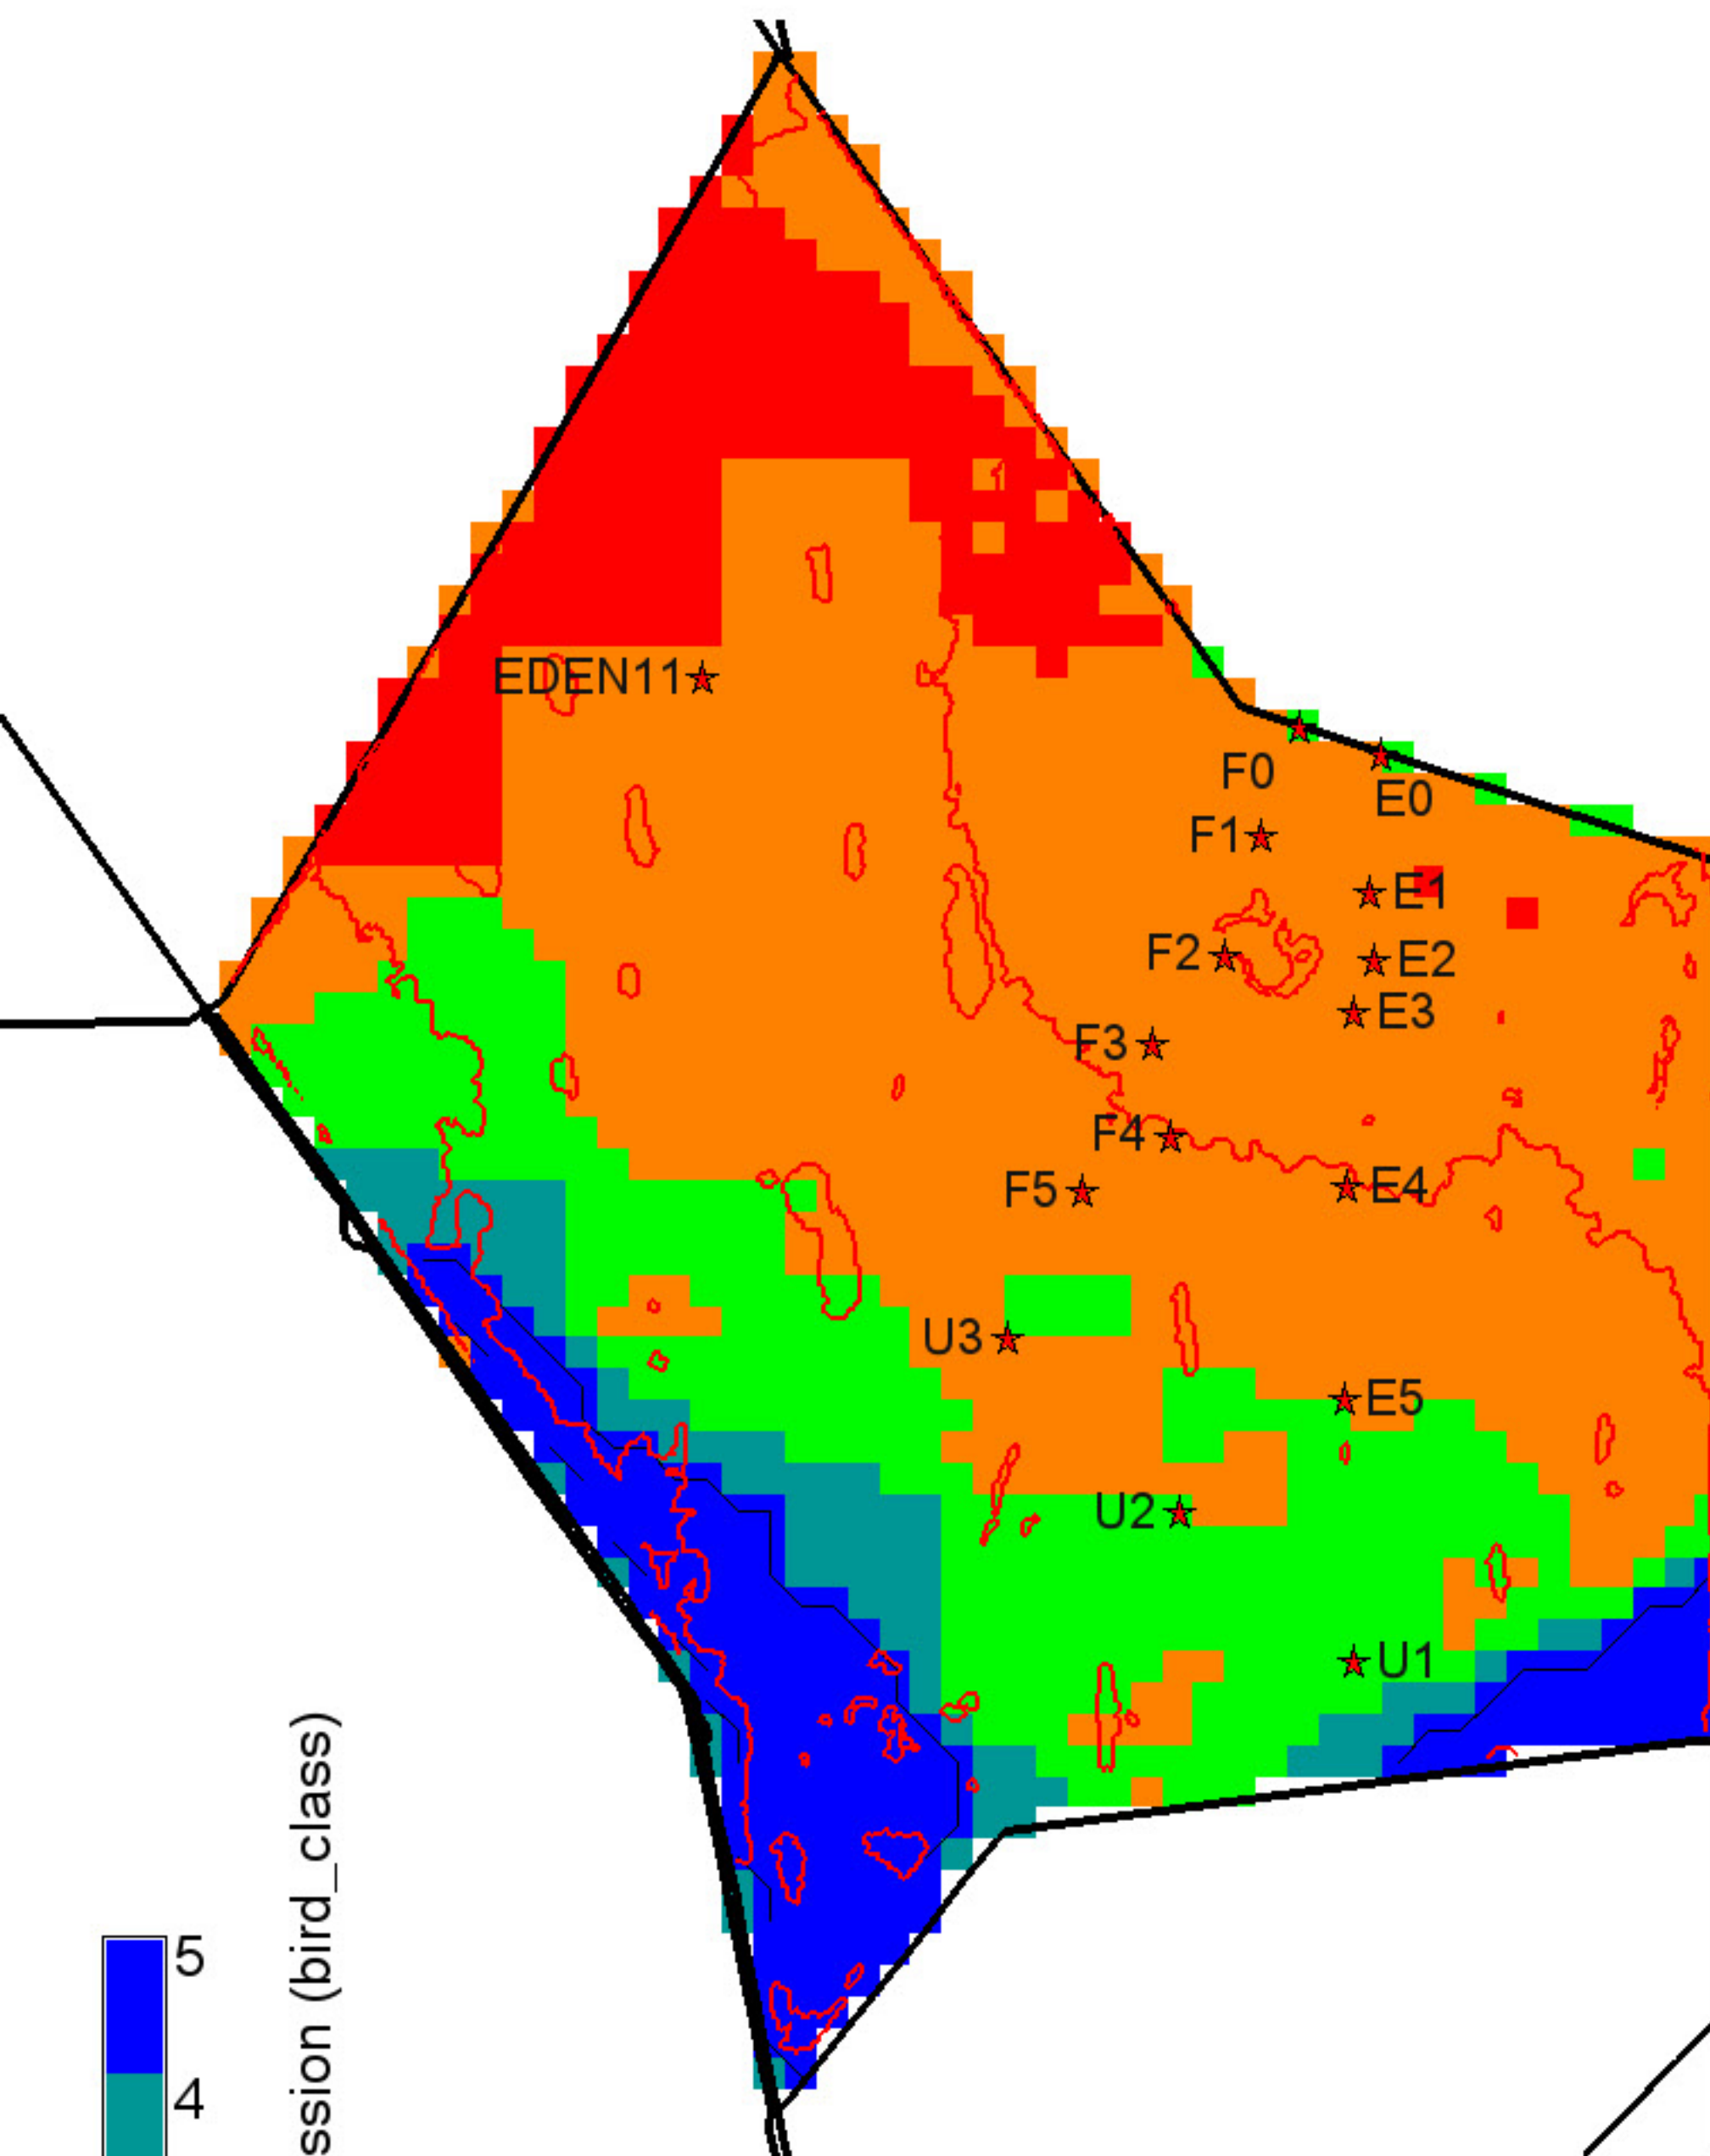 EDEN11
F0
E0
F1
E1
F2
E2
E3
F3
F4
E4
F5
U3
E5
U2
U1
5
4
ssion (bird_class)